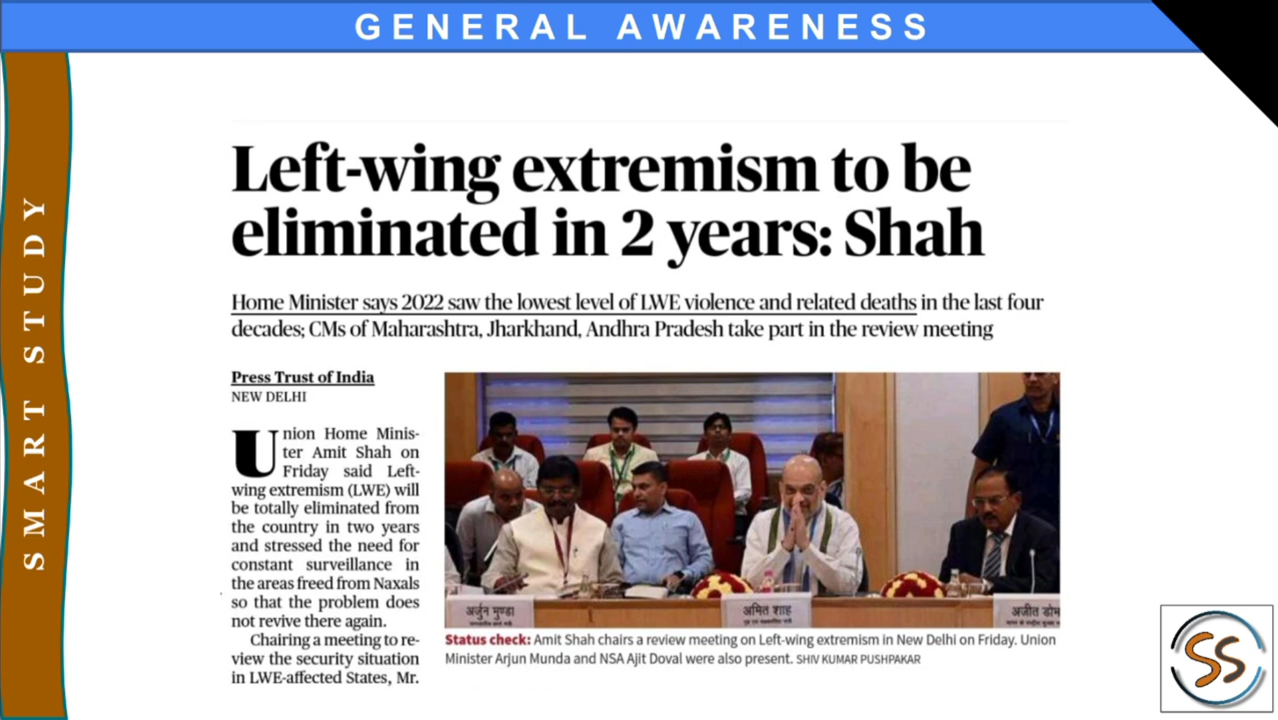 GENERAL AWARENESS
SMART STUDY
Left-wing extremism to be
eliminated in 2 years: Shah
Home Minister says 2022 saw the lowest level of LWE violence and related deaths in the last four
decades; CMs of Maharashtra, Jharkhand, Andhra Pradesh take part in the review meeting
Press Trust of India
NEW DELHI
Union Home Minis-
ter Amit Shah on
Friday said Left-
wing extremism (LWE) will
be totally eliminated from
the country in two years
and stressed the need for
constant surveillance in
the areas freed from Naxals
so that the problem does
not revive there again.
Chairing a meeting to re-
view the security situation
in LWE-affected States, Mr.
अर्जुन मुण्डा
अमित शाह
अजीत डोभ
Status check: Amit Shah chairs a review meeting on Left-wing extremism in New Delhi on Friday. Union
Minister Arjun Munda and NSA Ajit Doval were also present. SHIV KUMAR PUSHPAKAR
SS